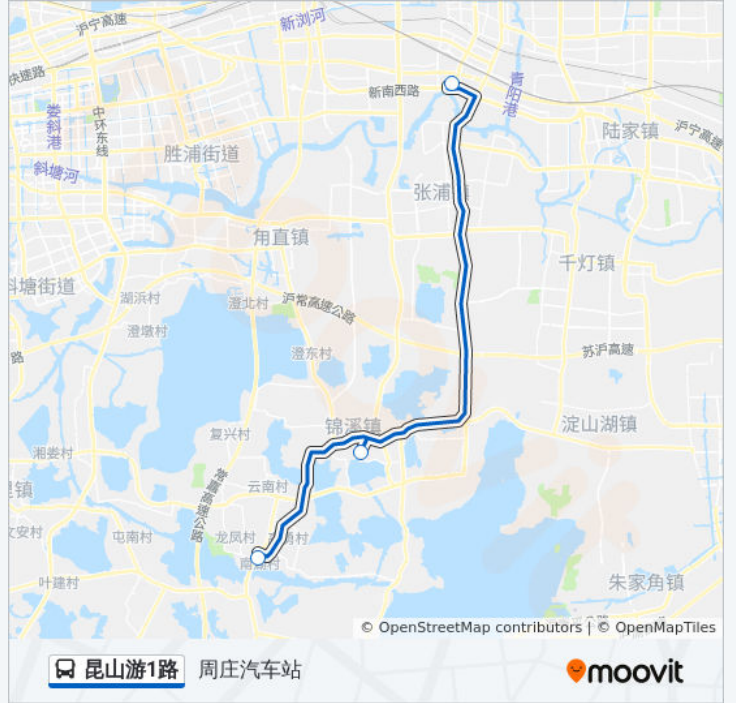 沪宁高速
新浏河
快速路
新南西路
青阳港
娄斜港
中环东线
陆家镇
沪宁高速
胜浦街道
斜塘河
张浦
甪直镇
千灯镇
斜塘街道
湖浜村
澄北村
沪常高速公路
澄墩村
路
澄东村
苏沪高速
锦溪镇
淀山湖镇
复兴村
湘娄村
常嘉高速公路
云南村
龙凤村
屯南村
叶建村
朱家角镇
© OpenStreetMap contributors | © OpenMapTiles
昆山游1路 周庄汽车站
moovit